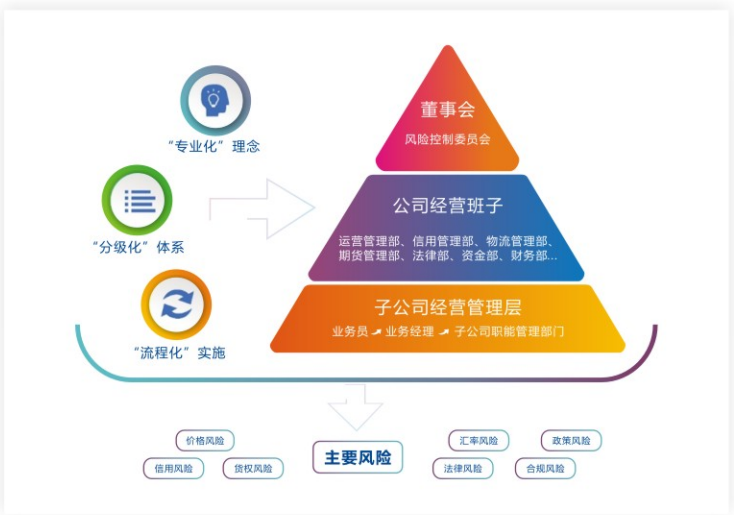 “专业化”理念
“分级化”体系
“流程化”实施
董事会
风险控制委员会
公司经营班子
运营管理部、信用管理部、物流管理部、
期货管理部、法律部、资金部、财务部...
子公司经营管理层
业务员 业务经理 子公司职能管理部门
主要风险
价格风险
信用风险
货权风险
汇率风险
政策风险
法律风险
合规风险